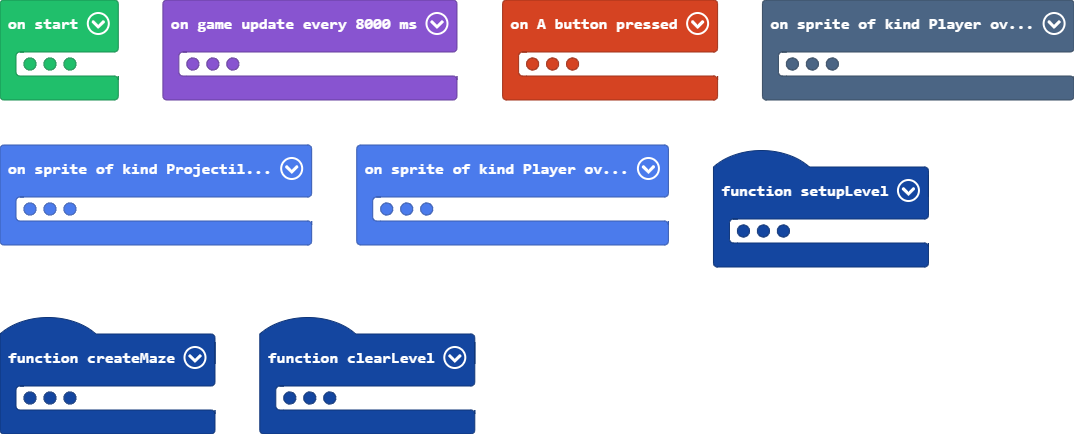 on start
on game update every 8000 ms
on A button pressed
on sprite of kind Player ov...
on sprite of kind Projectil...
on sprite of kind Player ov...
function setupLevel
function createMaze
function clearLevel